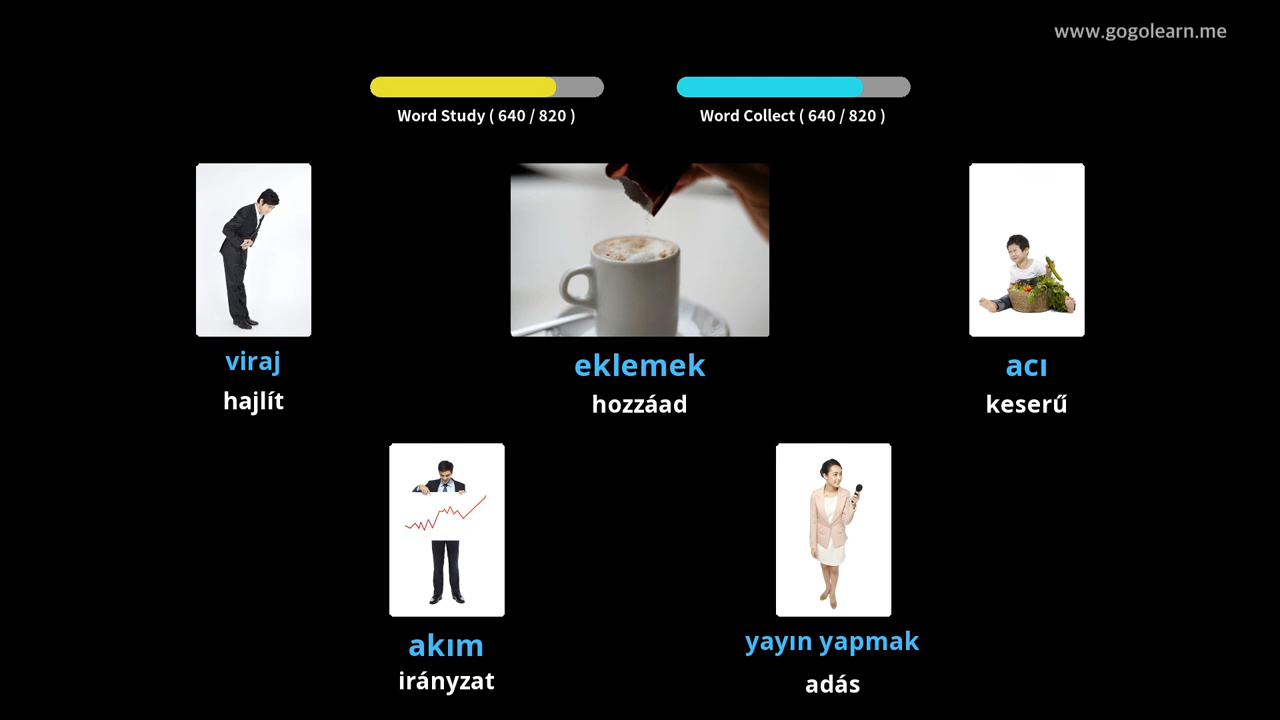 www.gogolearn.me
Word Study ( 640 / 820 )
Word Collect ( 640 / 820 )
viraj
hajlít
eklemek
hozzáad
acı
keserű
akım
irányzat
yayın yapmak
adás